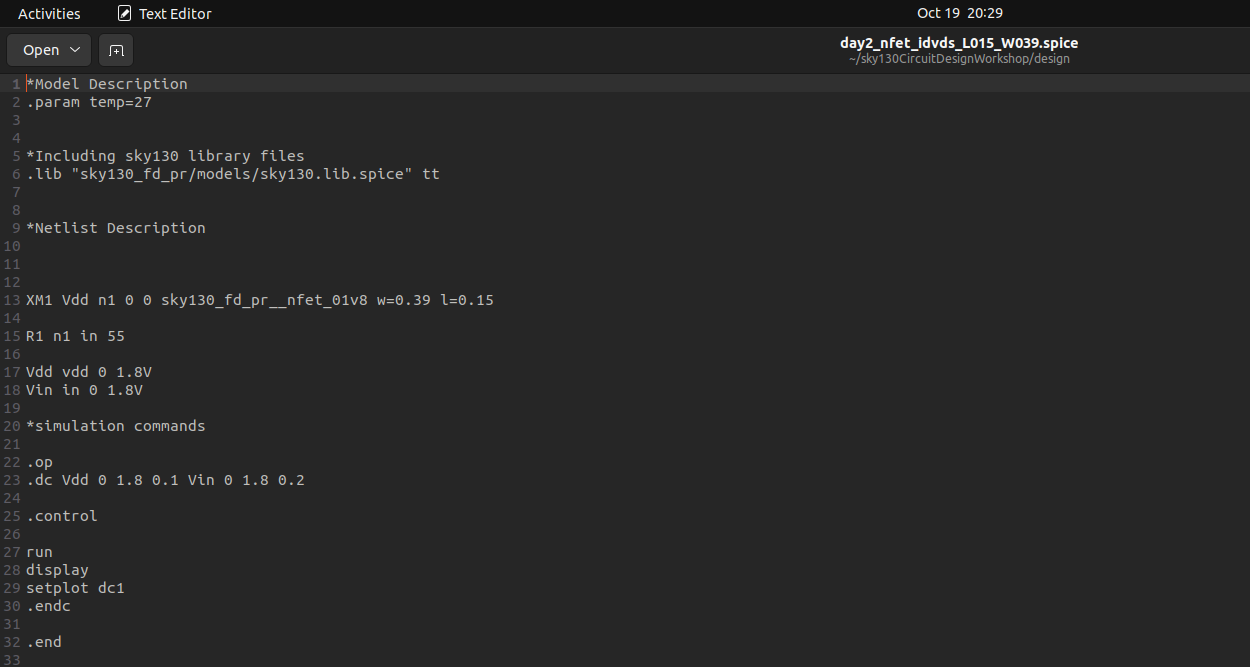 Activities Text Editor Oct 19 20:29
Open day2_nfet_idvds_L015_W039.spice
~/sky130CircuitDesignWorkshop/design
1 *Model Description
2 .param temp=27
3
4
5 *Including sky130 library files
6 .lib "sky130_fd_pr/models/sky130.lib.spice" tt
7
8
9 *Netlist Description
10
11
12
13 XM1 Vdd n1 0 0 sky130_fd_pr__nfet_01v8 w=0.39 l=0.15
14
15 R1 n1 in 55
16
17 Vdd vdd 0 1.8V
18 Vin in 0 1.8V
19
20 *simulation commands
21
22 .op
23 .dc Vdd 0 1.8 0.1 Vin 0 1.8 0.2
24
25 .control
26
27 run
28 display
29 setplot dc1
30 .endc
31
32 .end
33